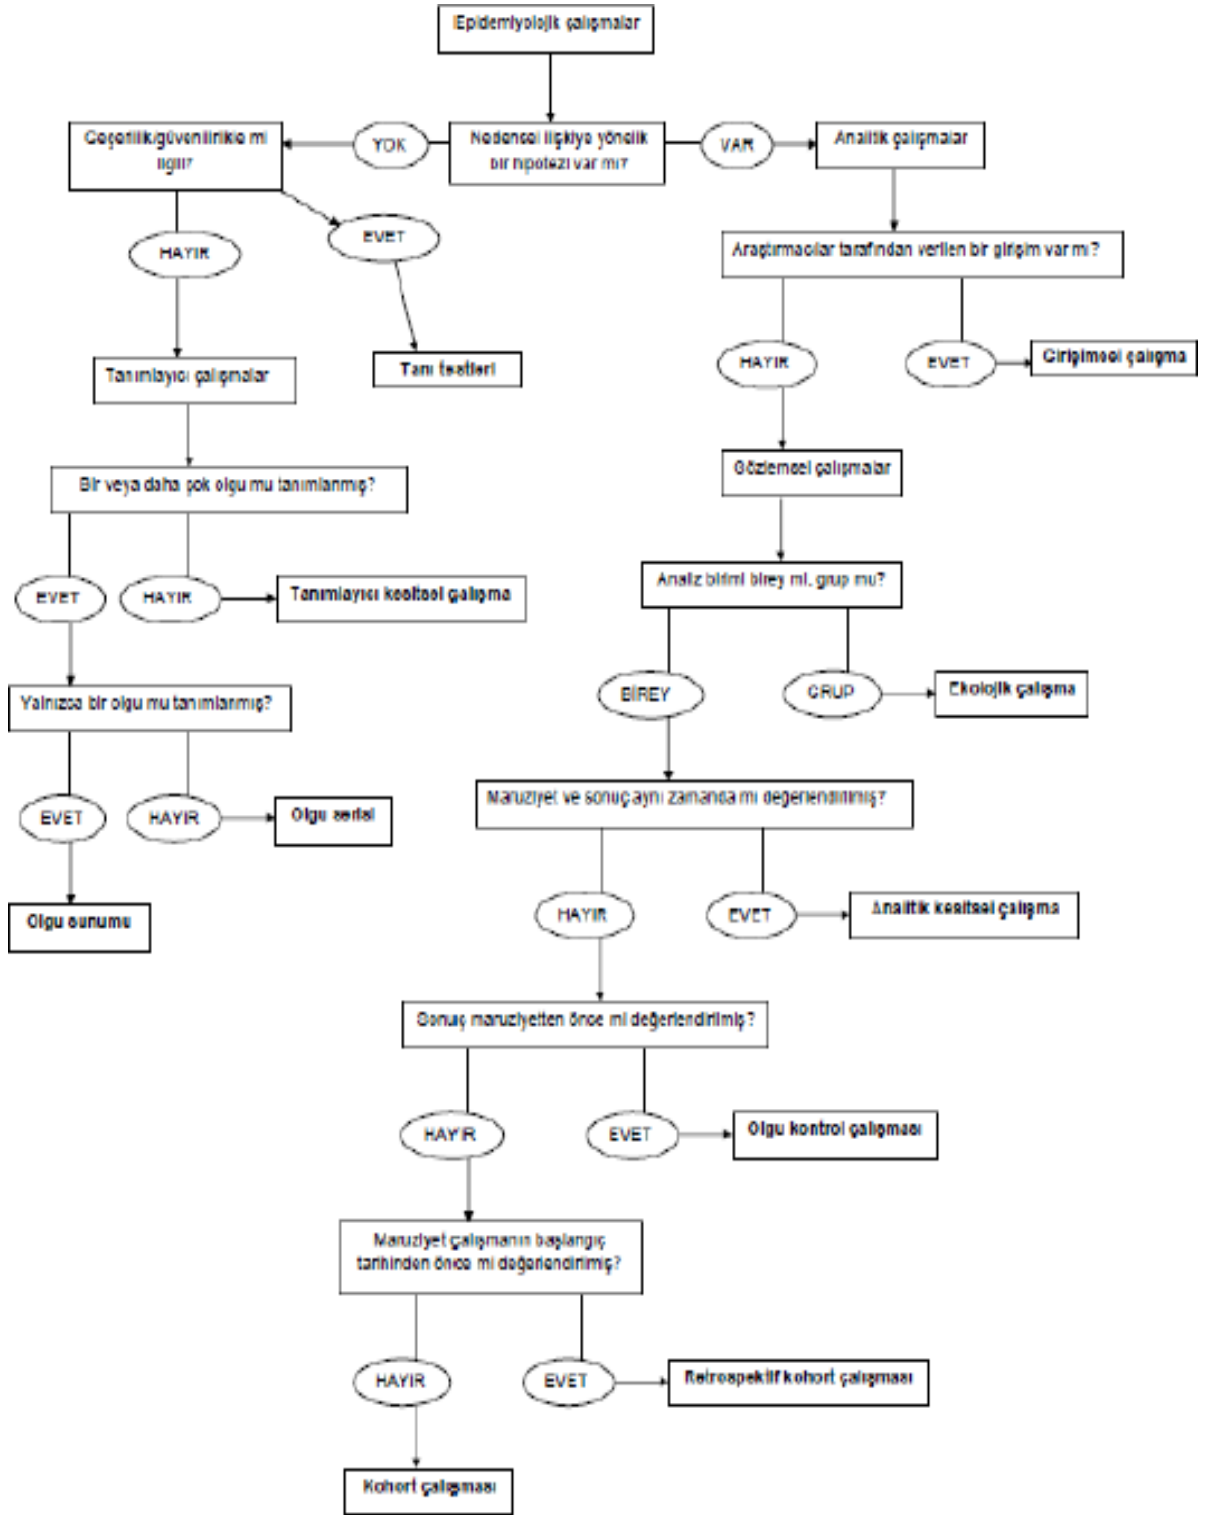 Epidemiyolojik çalışmalar
Geçerlilik/güvenilirlikle mi
ilgili?
YOK
Nedensel ilişkiye yönelik
bir hipotezi var mı?
VAR
Analitik çalışmalar
HAYIR
EVET
Araştırmacılar tarafından verilen bir girişim var mı?
Tanımlayıcı çalışmalar
Tanı testleri
HAYIR
EVET
Girişimsel çalışma
Bir veya daha çok olgu mu tanımlanmış?
Gözlemsel çalışmalar
EVET
HAYIR
Tanımlayıcı kesitsel çalışma
Analiz birimi birey mi, grup mu?
Yalnızca bir olgu mu tanımlanmış?
BİREY
GRUP
Ekolojik çalışma
EVET
HAYIR
Olgu serisi
Maruziyet ve sonuç aynı zamanda mı değerlendirilmiş?
Olgu sunumu
HAYIR
EVET
Analitik kesitsel çalışma
Sonuç maruziyetten önce mi değerlendirilmiş?
HAYIR
EVET
Olgu kontrol çalışması
Maruziyet çalışmanın başlangıç
tarihinden önce mi değerlendirilmiş?
HAYIR
EVET
Retrospektif kohort çalışması
Kohort çalışması